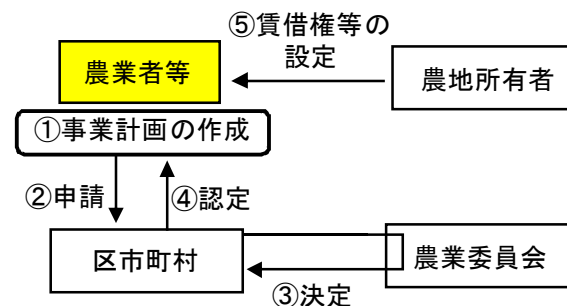 ⑤賃借権等の
設定
農業者等
農地所有者
①事業計画の作成
②申請
④認定
区市町村
農業委員会
③決定